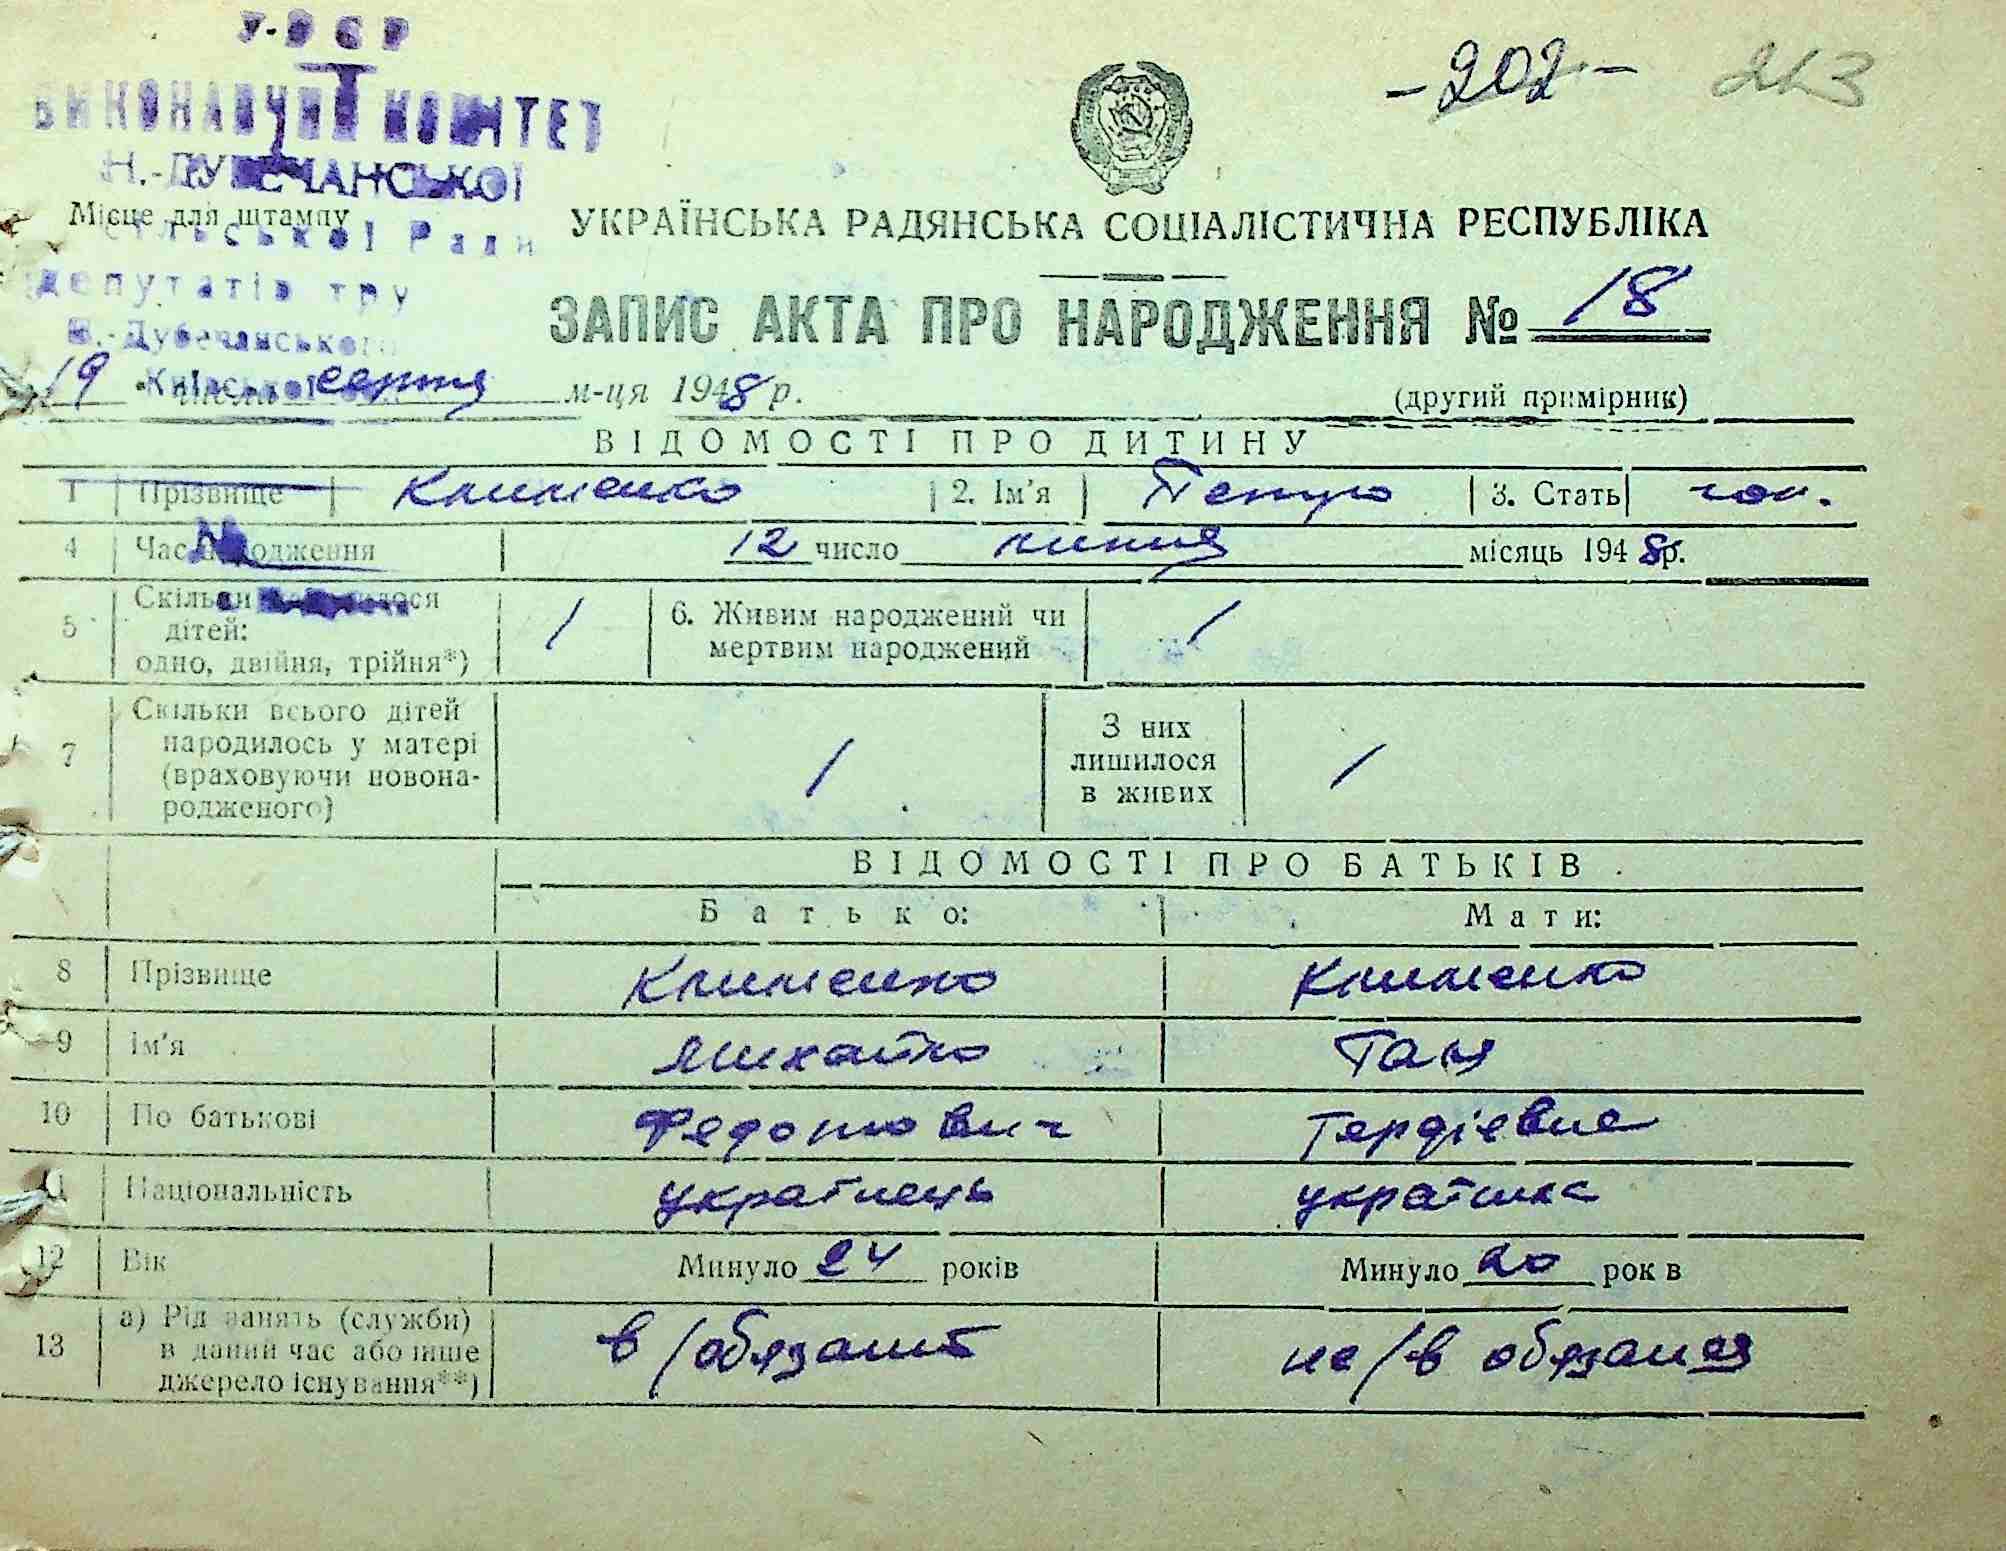 У-РСР
ВИКОНАВЧИЙ КОМІТЕТ
Н.-ДУБЕЧАНСЬКОЇ
Місце для штампу
сільської Ради
депутатів тру
Н.-Дубечанського
Київської
-202- 213
УКРАЇНСЬКА РАДЯНСЬКА СОЦІАЛІСТИЧНА РЕСПУБЛІКА
ЗАПИС АКТА ПРО НАРОДЖЕННЯ № 18
19 серпня м-ця 1948 р. (другий примірник)
ВІДОМОСТІ ПРО ДИТИНУ
1 Прізвище Клименко 2. Ім'я Петро 3. Стать чол.
4 Час народження 12 число липня місяць 1948 р.
5 Скільки народилося дітей: одно, двійня, трійня*) 1 6. Живим народжений чи мертвим народжений 1
7 Скільки всього дітей народилось у матері (враховуючи новонародженого) 1 З них лишилося в живих 1
ВІДОМОСТІ ПРО БАТЬКІВ
Батько: Мати:
8 Прізвище Клименко Клименко
9 Ім'я Михайло Галя
10 По батькові Федотович Гордієвна
11 Національність українець українка
12 Вік Минуло 24 років Минуло 20 рок в
13 а) Рід занять (служби) в даний час або інше джерело існування**) в/обязант не/в обязаная